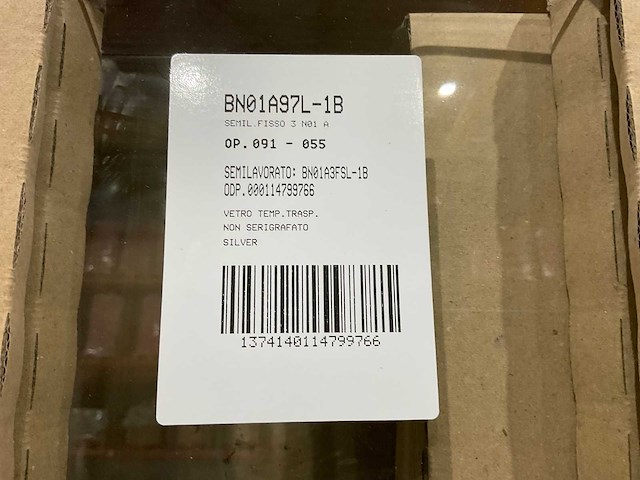 BN01A97L-1B
SEMIL.FISSO 3 N01 A
OP.091 - 055
SEMILAVORATO: BN01A3FSL-1B
ODP.000114799766
VETRO TEMP.TRASP.
NON SERIGRAFATO
SILVER
1374140114799766